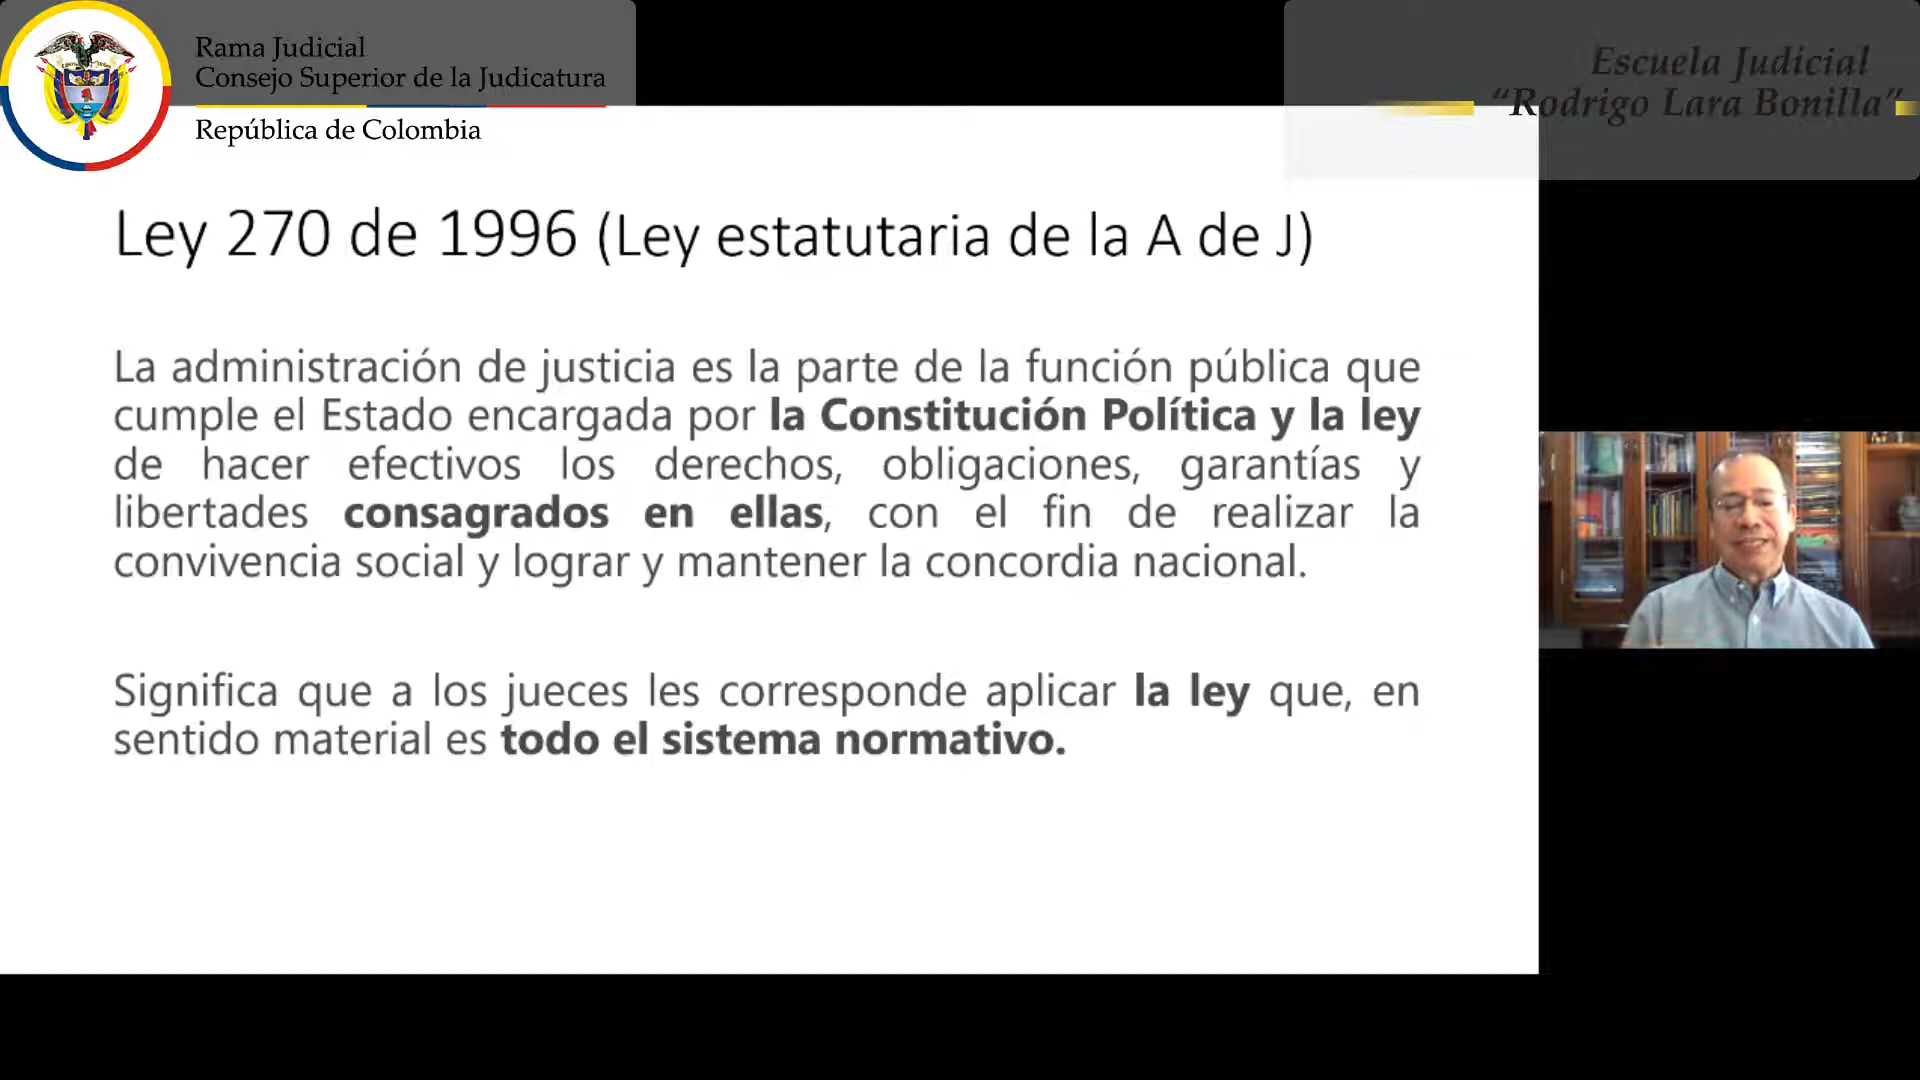 Rama Judicial
Consejo Superior de la Judicatura
República de Colombia
Escuela Judicial
“Rodrigo Lara Bonilla”
Ley 270 de 1996 (Ley estatutaria de la A de J)
La administración de justicia es la parte de la función pública que
cumple el Estado encargada por la Constitución Política y la ley
de hacer efectivos los derechos, obligaciones, garantías y
libertades consagrados en ellas, con el fin de realizar la
convivencia social y lograr y mantener la concordia nacional.
Significa que a los jueces les corresponde aplicar la ley que, en
sentido material es todo el sistema normativo.